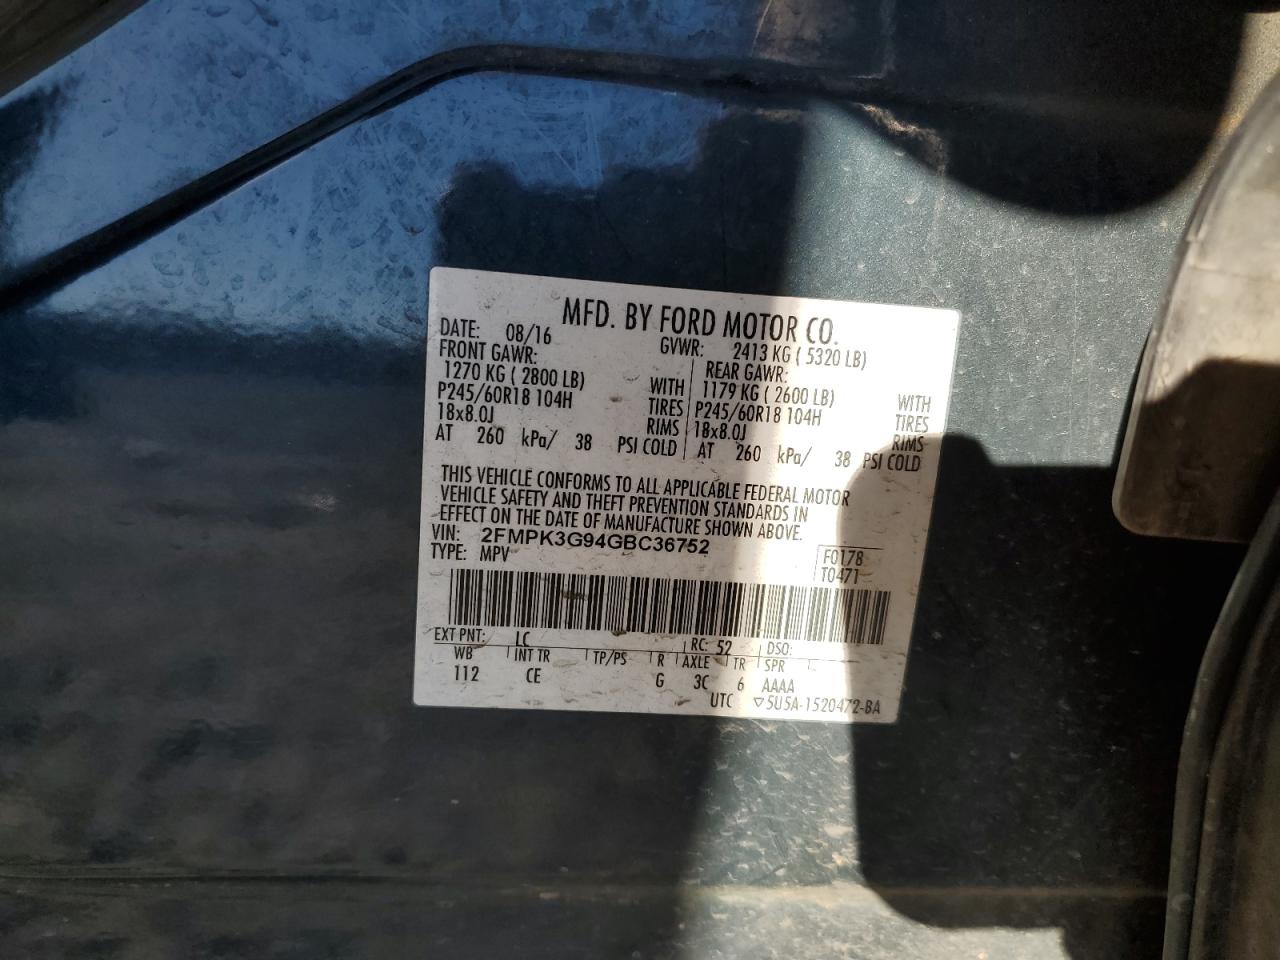 MFD. BY FORD MOTOR CO.
DATE: 08/16 GVWR: 2413 KG ( 5320 LB)
FRONT GAWR: REAR GAWR:
1270 KG ( 2800 LB) WITH 1179 KG ( 2600 LB) WITH
P245/60R18 104H TIRES P245/60R18 104H TIRES
18x8.0J RIMS 18x8.0J RIMS
AT 260 kPa/ 38 PSI COLD AT 260 kPa/ 38 PSI COLD
THIS VEHICLE CONFORMS TO ALL APPLICABLE FEDERAL MOTOR
VEHICLE SAFETY AND THEFT PREVENTION STANDARDS IN
EFFECT ON THE DATE OF MANUFACTURE SHOWN ABOVE.
VIN: 2FMPK3G94GBC36752
TYPE: MPV F0178
T0471
EXT PNT: LC RC: 52 DSO:
WB INT TR TP/PS R AXLE TR SPR
112 CE G 3C 6 AAAA
UTC ▽5U5A-1520472-BA